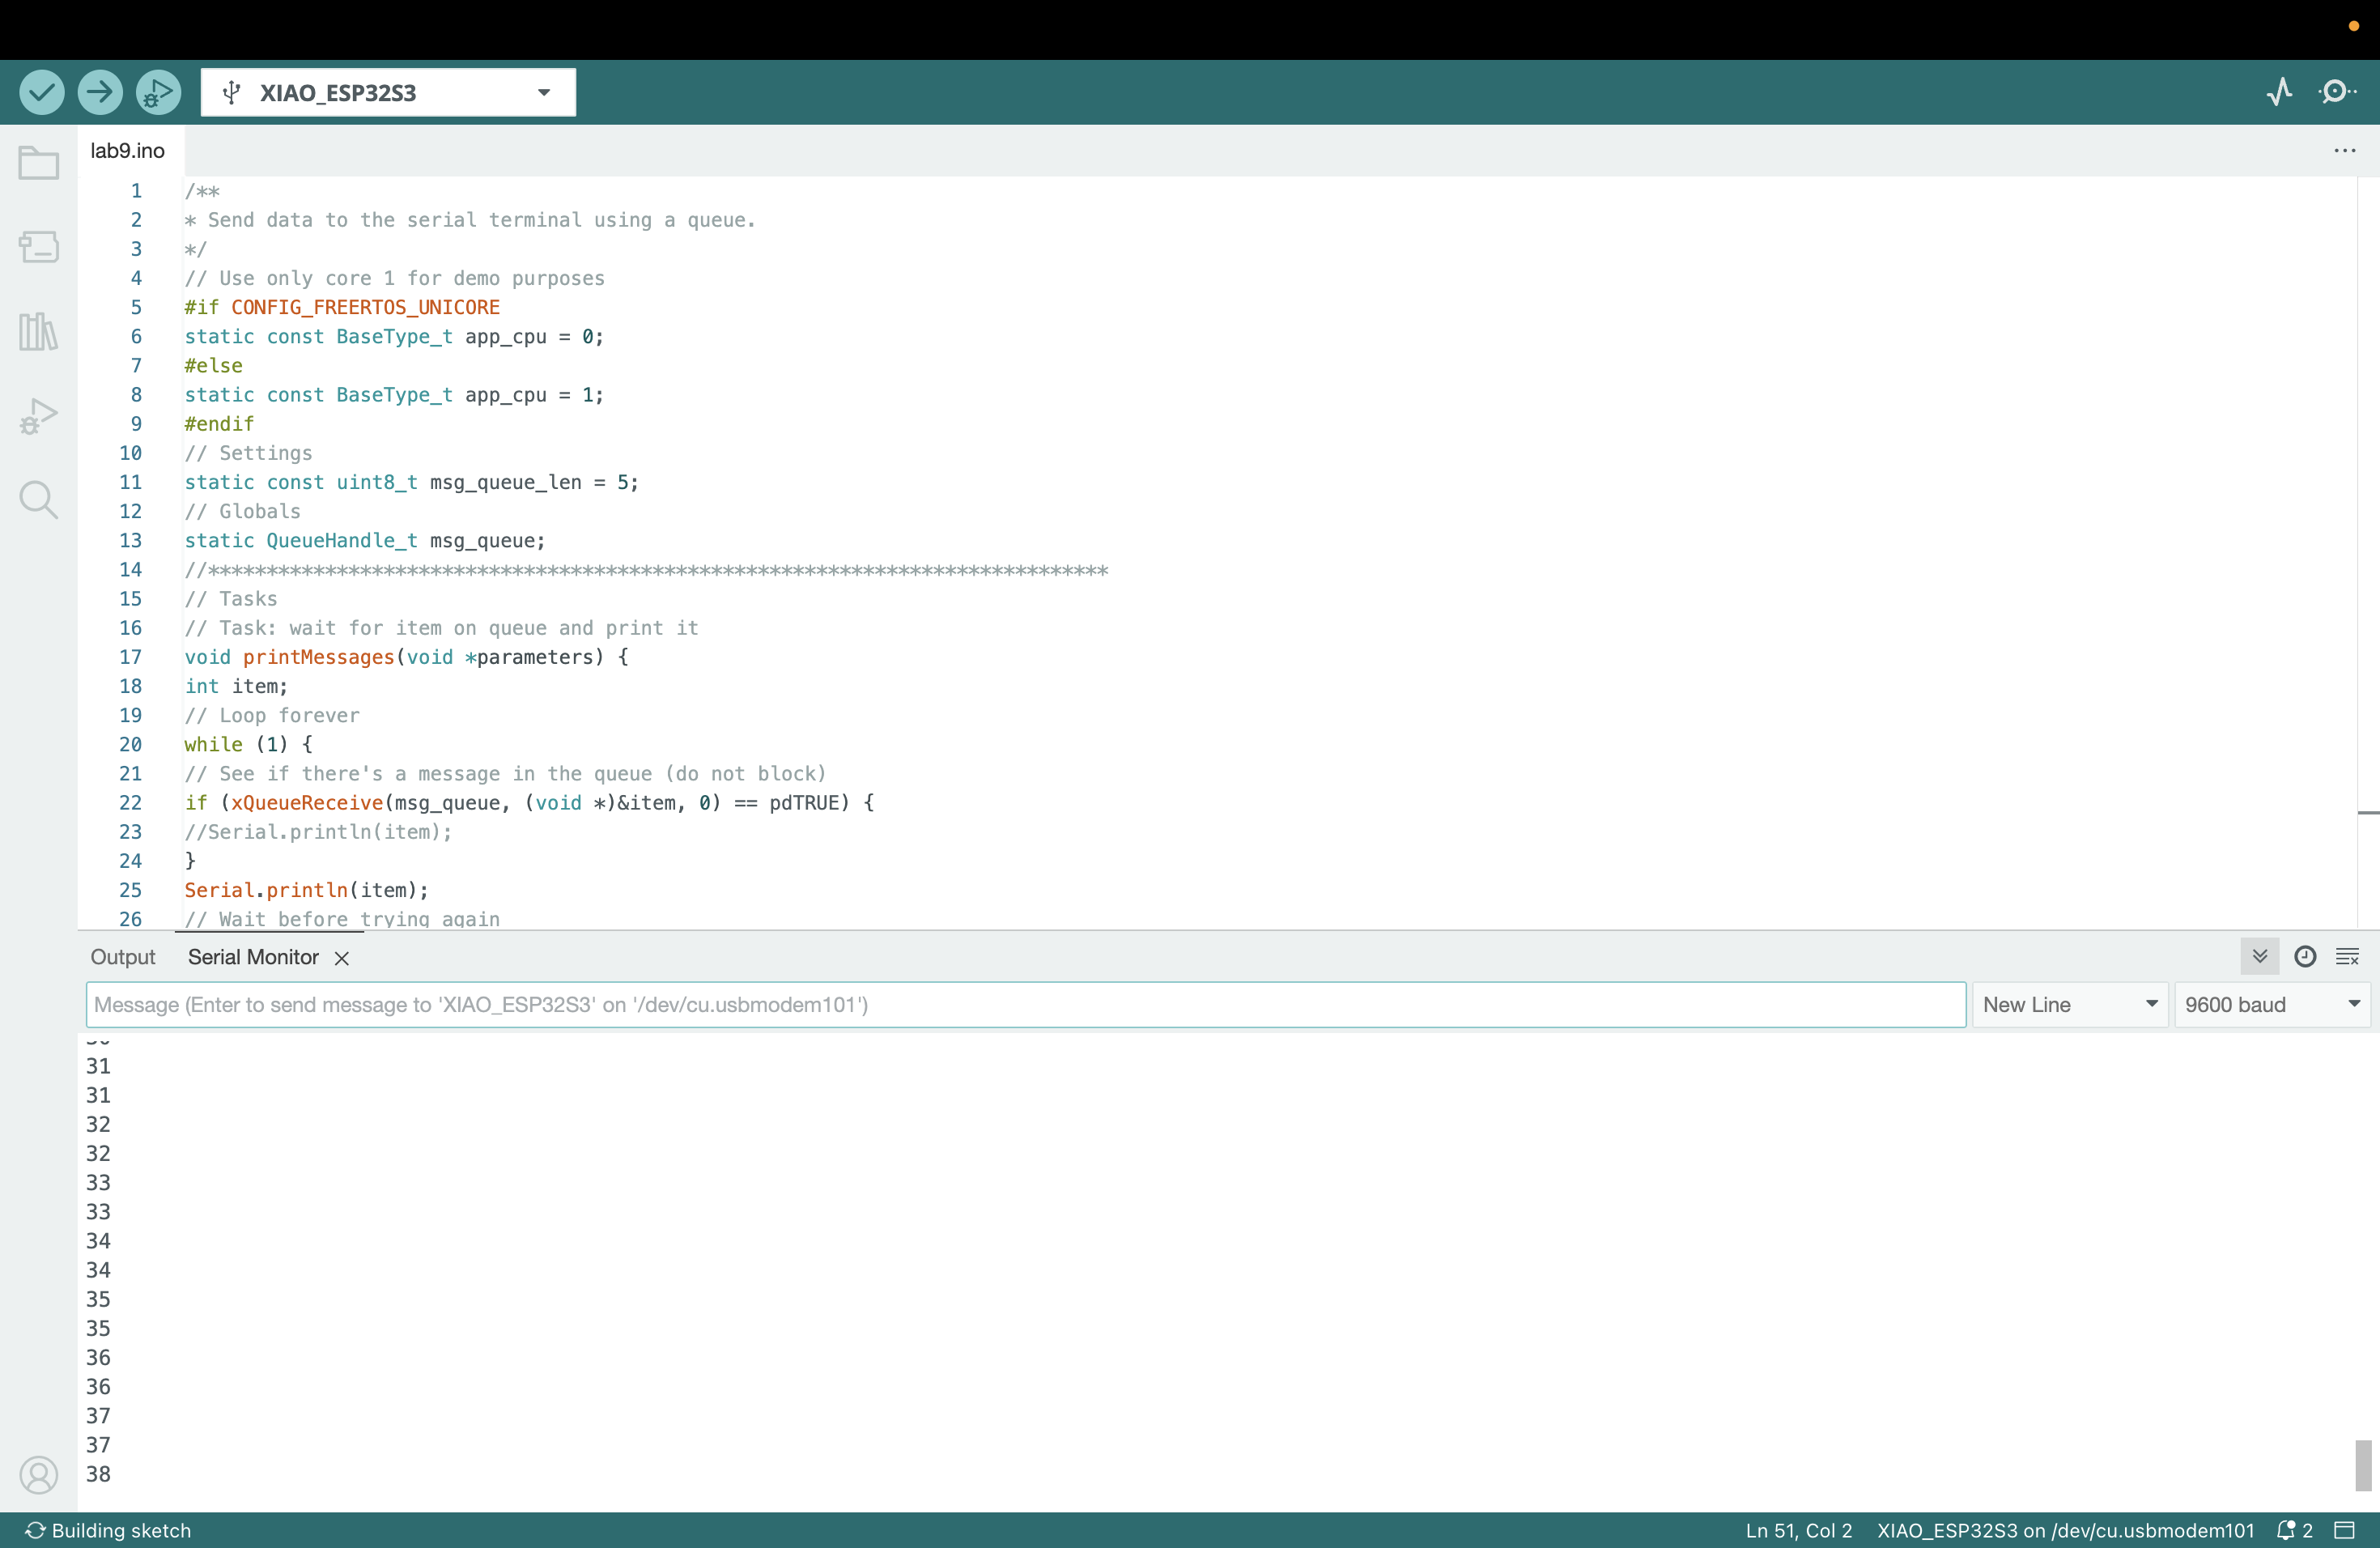 XIAO_ESP32S3
lab9.ino
1 /**
2 * Send data to the serial terminal using a queue.
3 */
4 // Use only core 1 for demo purposes
5 #if CONFIG_FREERTOS_UNICORE
6 static const BaseType_t app_cpu = 0;
7 #else
8 static const BaseType_t app_cpu = 1;
9 #endif
10 // Settings
11 static const uint8_t msg_queue_len = 5;
12 // Globals
13 static QueueHandle_t msg_queue;
14 //*****************************************************************************
15 // Tasks
16 // Task: wait for item on queue and print it
17 void printMessages(void *parameters) {
18 int item;
19 // Loop forever
20 while (1) {
21 // See if there's a message in the queue (do not block)
22 if (xQueueReceive(msg_queue, (void *)&item, 0) == pdTRUE) {
23 //Serial.println(item);
24 }
25 Serial.println(item);
26 // Wait before trying again
Output Serial Monitor
Message (Enter to send message to 'XIAO_ESP32S3' on '/dev/cu.usbmodem101') New Line 9600 baud
31
31
32
32
33
33
34
34
35
35
36
36
37
37
38
Building sketch Ln 51, Col 2 XIAO_ESP32S3 on /dev/cu.usbmodem101 2